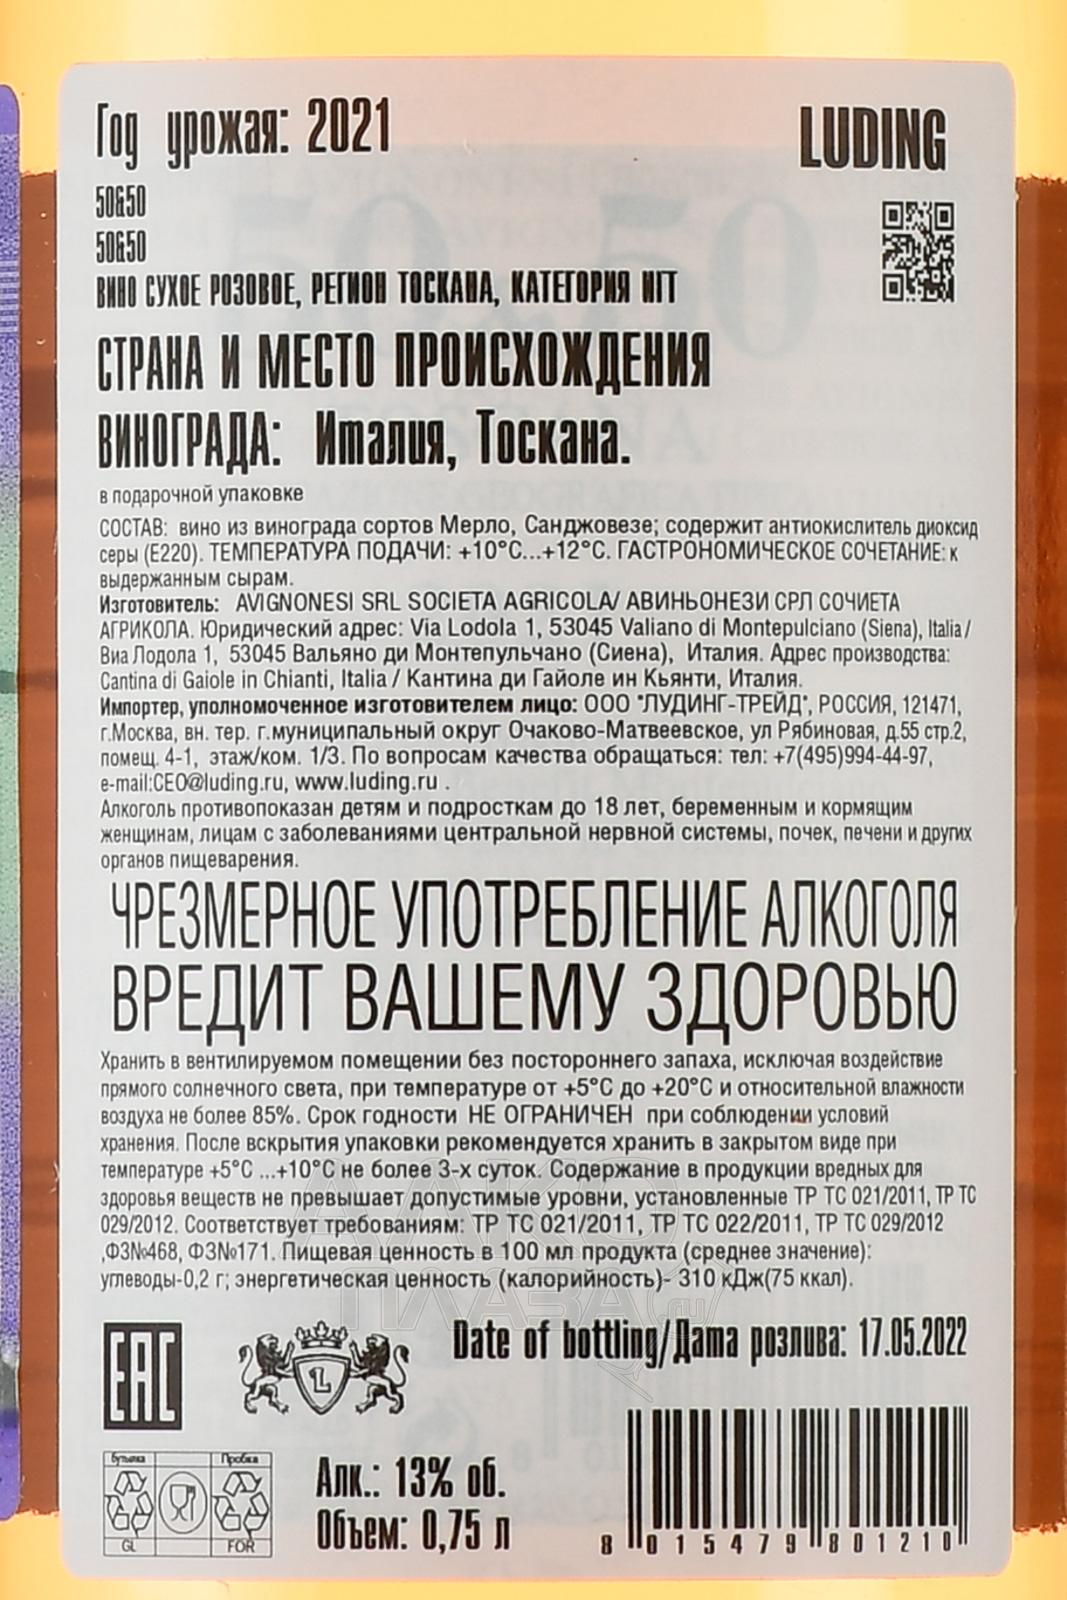 Год урожая: 2021
LUDING
50&50
50&50
ВИНО СУХОЕ РОЗОВОЕ, РЕГИОН ТОСКАНА, КАТЕГОРИЯ ИГТ
СТРАНА И МЕСТО ПРОИСХОЖДЕНИЯ
ВИНОГРАДА: Италия, Тоскана.
в подарочной упаковке
СОСТАВ: вино из винограда сортов Мерло, Санджовезе; содержит антиокислитель диоксид
серы (Е220). ТЕМПЕРАТУРА ПОДАЧИ: +10°С...+12°С. ГАСТРОНОМИЧЕСКОЕ СОЧЕТАНИЕ: к
выдержанным сырам.
Изготовитель: AVIGNONESI SRL SOCIETA AGRICOLA/ АВИНЬОНЕЗИ СРЛ СОЧИЕТА
АГРИКОЛА. Юридический адрес: Via Lodola 1, 53045 Valiano di Montepulciano (Siena), Italia /
Виа Лодола 1, 53045 Вальяно ди Монтепульчано (Сиена), Италия. Адрес производства:
Cantina di Gaiole in Chianti, Italia / Кантина ди Гайоле ин Кьянти, Италия.
Импортер, уполномоченное изготовителем лицо: ООО "ЛУДИНГ-ТРЕЙД", РОССИЯ, 121471,
г.Москва, вн. тер. г.муниципальный округ Очаково-Матвеевское, ул Рябиновая, д.55 стр.2,
помещ. 4-1, этаж/ком. 1/3. По вопросам качества обращаться: тел: +7(495)994-44-97,
e-mail:CEO@luding.ru, www.luding.ru .
Алкоголь противопоказан детям и подросткам до 18 лет, беременным и кормящим
женщинам, лицам с заболеваниями центральной нервной системы, почек, печени и других
органов пищеварения.
ЧРЕЗМЕРНОЕ УПОТРЕБЛЕНИЕ АЛКОГОЛЯ
ВРЕДИТ ВАШЕМУ ЗДОРОВЬЮ
Хранить в вентилируемом помещении без постороннего запаха, исключая воздействие
прямого солнечного света, при температуре от +5°С до +20°С и относительной влажности
воздуха не более 85%. Срок годности НЕ ОГРАНИЧЕН при соблюдении условий
хранения. После вскрытия упаковки рекомендуется хранить в закрытом виде при
температуре +5°С ...+10°С не более 3-х суток. Содержание в продукции вредных для
здоровья веществ не превышает допустимые уровни, установленные ТР ТС 021/2011, ТР ТС
029/2012. Соответствует требованиям: ТР ТС 021/2011, ТР ТС 022/2011, ТР ТС 029/2012
,ФЗ№468, ФЗ№171. Пищевая ценность в 100 мл продукта (среднее значение):
углеводы-0,2 г; энергетическая ценность (калорийность)- 310 кДж(75 ккал).
АЛКО
ПЛАЗА.ru
EAC
L
Date of bottling/Дата розлива: 17.05.2022
бутылка Пробка
GL FOR
Алк.: 13% об.
Объем: 0,75 л
8 015479 801210